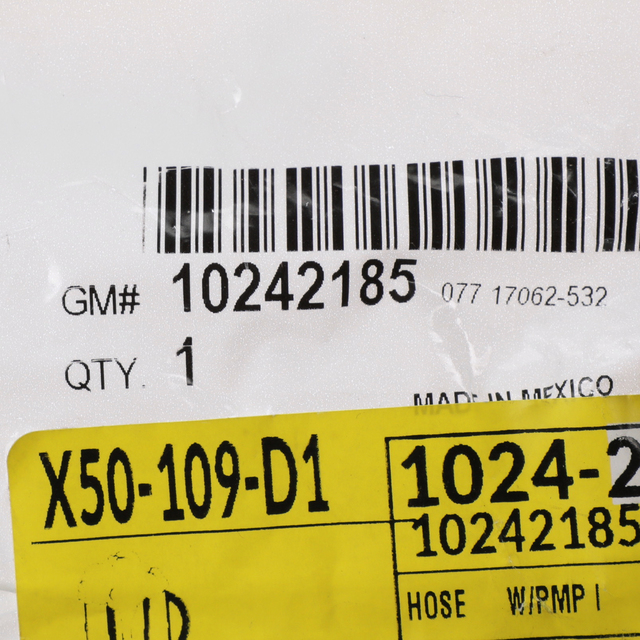 GM# 10242185 077 17062-532
QTY. 1
MADE IN MEXICO
X50-109-D1
1024-2
10242185
HOSE W/PMP I